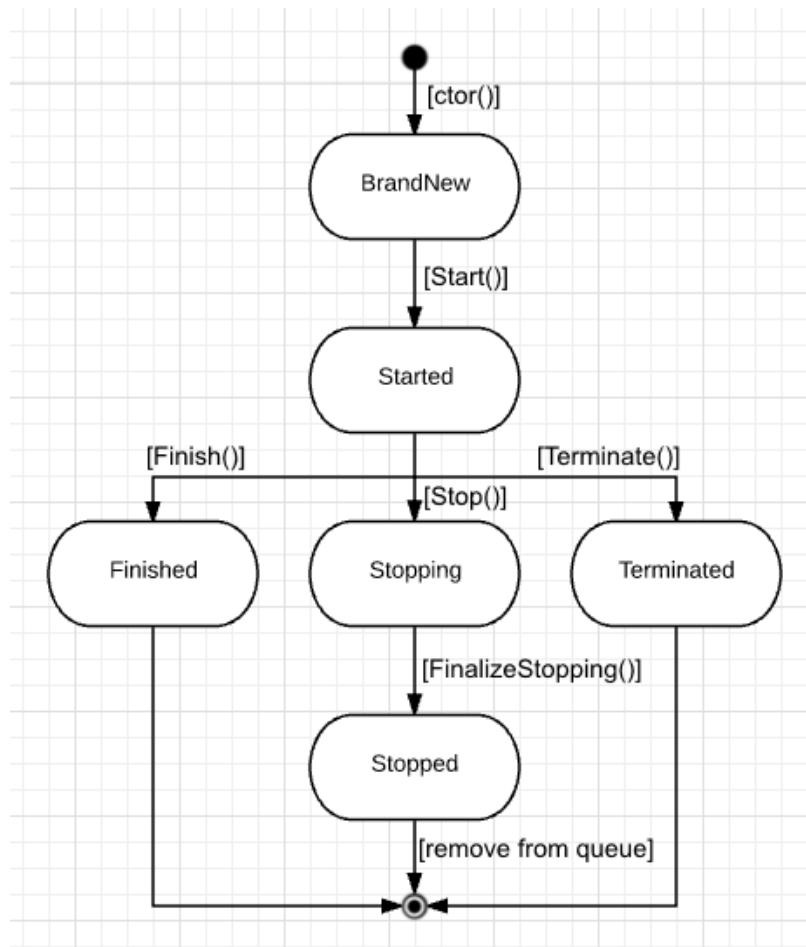 [ctor()]
BrandNew
[Start()]
Started
[Finish()]
[Terminate()]
[Stop()]
Finished
Stopping
Terminated
[FinalizeStopping()]
Stopped
[remove from queue]